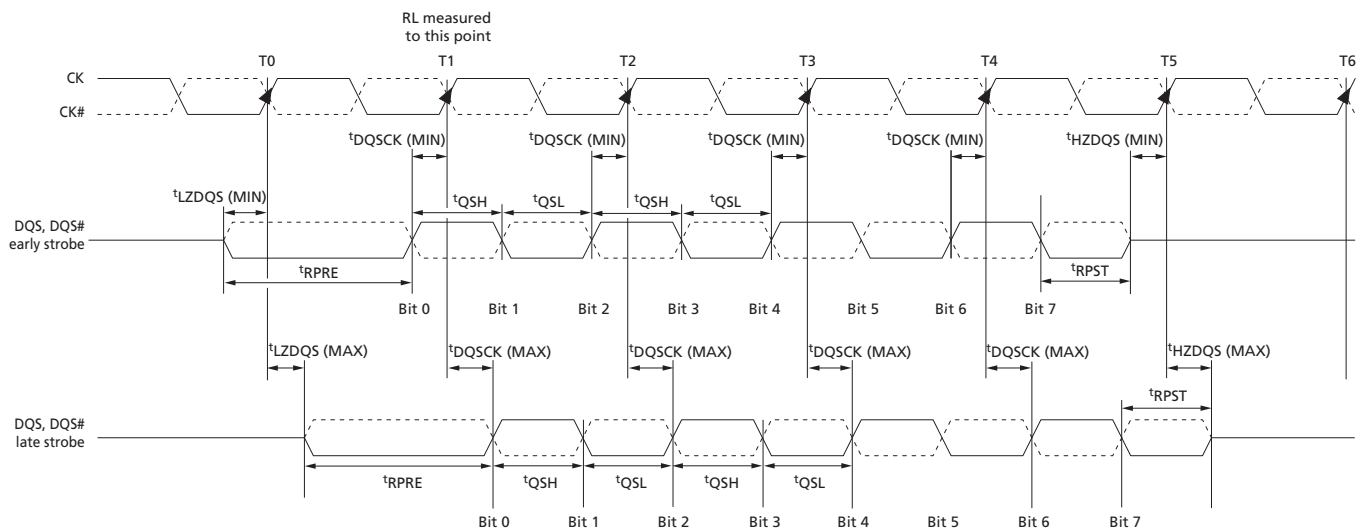 RL measured
to this point
T0 T1 T2 T3 T4 T5 T6
CK
CK#
tDQSCK (MIN) tDQSCK (MIN) tDQSCK (MIN) tDQSCK (MIN) tHZDQS (MIN)
tLZDQS (MIN)
tQSH tQSL tQSH tQSL
DQS, DQS#
early strobe
tRPRE tRPST
Bit 0 Bit 1 Bit 2 Bit 3 Bit 4 Bit 5 Bit 6 Bit 7
tLZDQS (MAX) tDQSCK (MAX) tDQSCK (MAX) tDQSCK (MAX) tDQSCK (MAX) tHZDQS (MAX)
tRPST
DQS, DQS#
late strobe
tRPRE tQSH tQSL tQSH tQSL
Bit 0 Bit 1 Bit 2 Bit 3 Bit 4 Bit 5 Bit 6 Bit 7